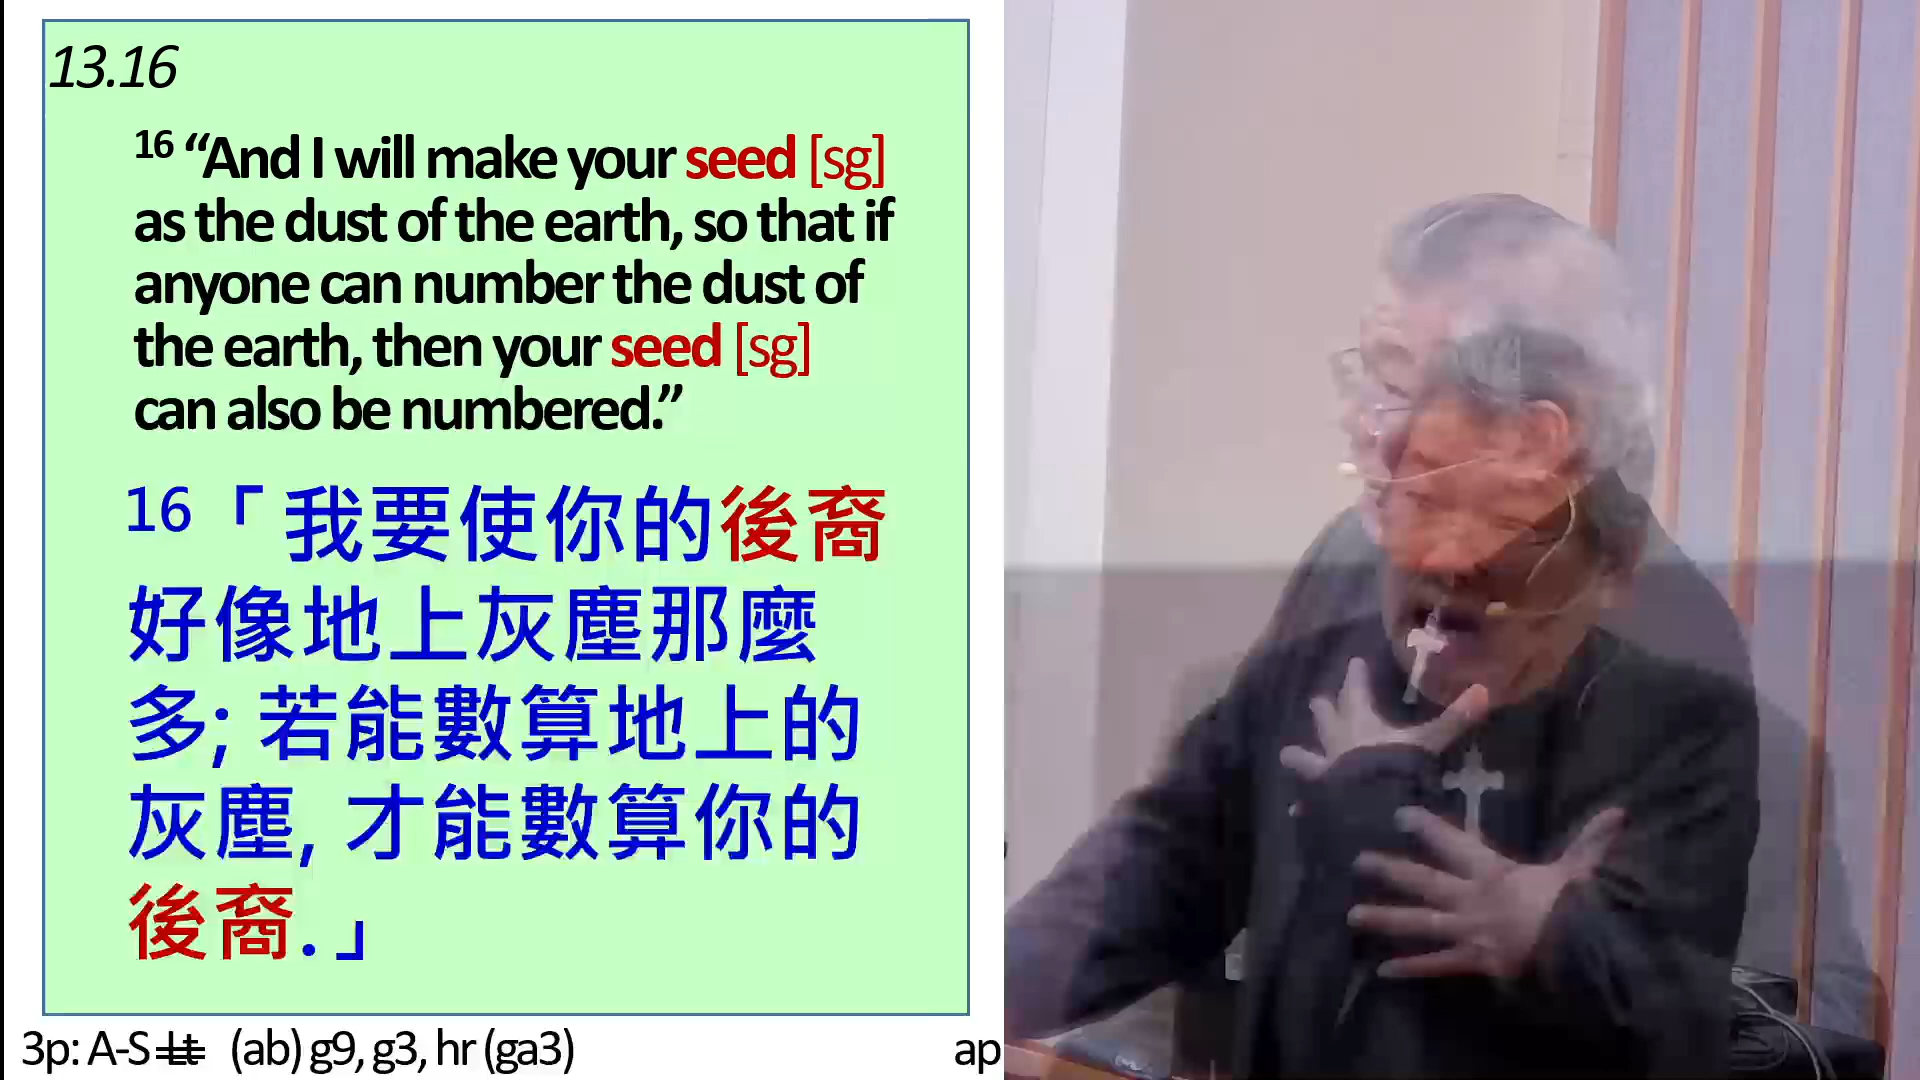 13.16
16 “And I will make your seed [sg]
as the dust of the earth, so that if
anyone can number the dust of
the earth, then your seed [sg]
can also be numbered.”
16「我要使你的後裔
好像地上灰塵那麼
多; 若能數算地上的
灰塵, 才能數算你的
後裔.」
3p: A-S Lt (ab) g9, g3, hr (ga3)
ap